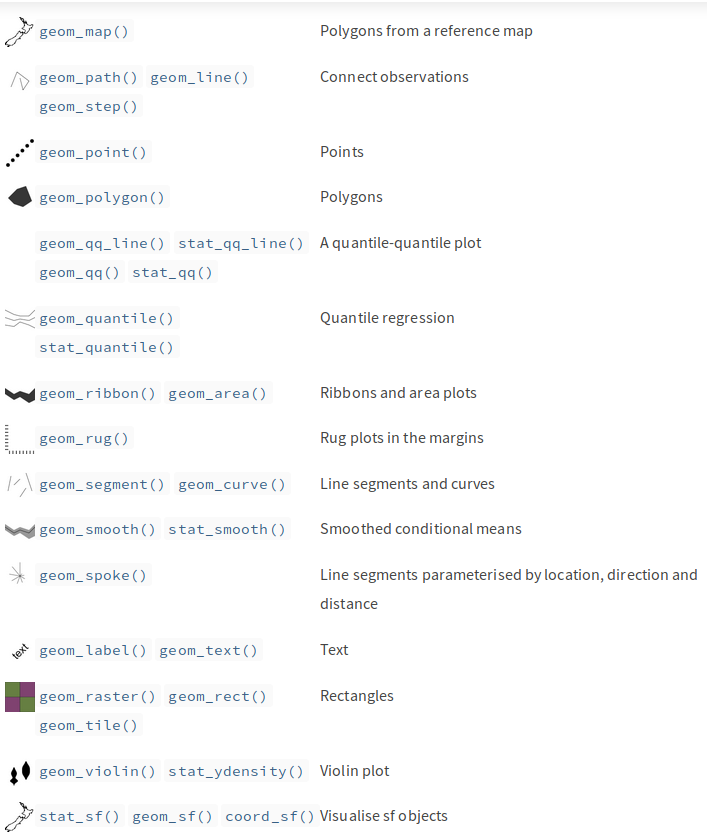 geom_map() Polygons from a reference map
geom_path() geom_line() Connect observations
geom_step()
geom_point() Points
geom_polygon() Polygons
geom_qq_line() stat_qq_line() A quantile-quantile plot
geom_qq() stat_qq()
geom_quantile() Quantile regression
stat_quantile()
geom_ribbon() geom_area() Ribbons and area plots
geom_rug() Rug plots in the margins
geom_segment() geom_curve() Line segments and curves
geom_smooth() stat_smooth() Smoothed conditional means
geom_spoke() Line segments parameterised by location, direction and
distance
text geom_label() geom_text() Text
geom_raster() geom_rect() Rectangles
geom_tile()
geom_violin() stat_ydensity() Violin plot
stat_sf() geom_sf() coord_sf() Visualise sf objects